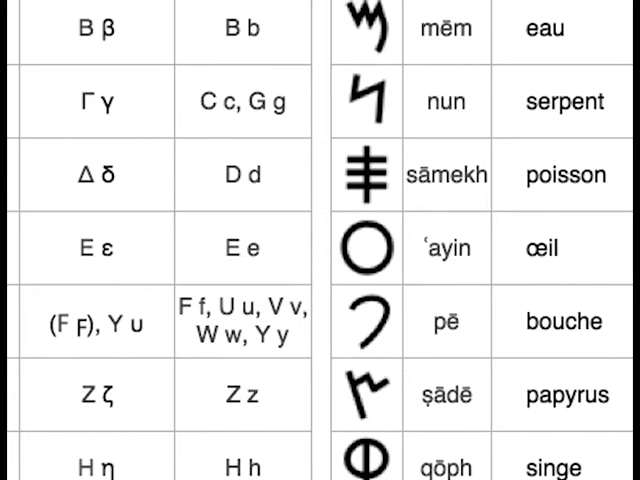 Β β B b 𐤌 mēm eau
Γ γ C c, G g 𐤍 nun serpent
Δ δ D d 𐤎 sāmekh poisson
Ε ε E e 𐤏 ʿayin œil
(Ϝ ϝ), Υ υ F f, U u, V v, W w, Y y 𐤐 pē bouche
Ζ ζ Z z 𐤑 ṣādē papyrus
Η η H h 𐤒 qōph singe